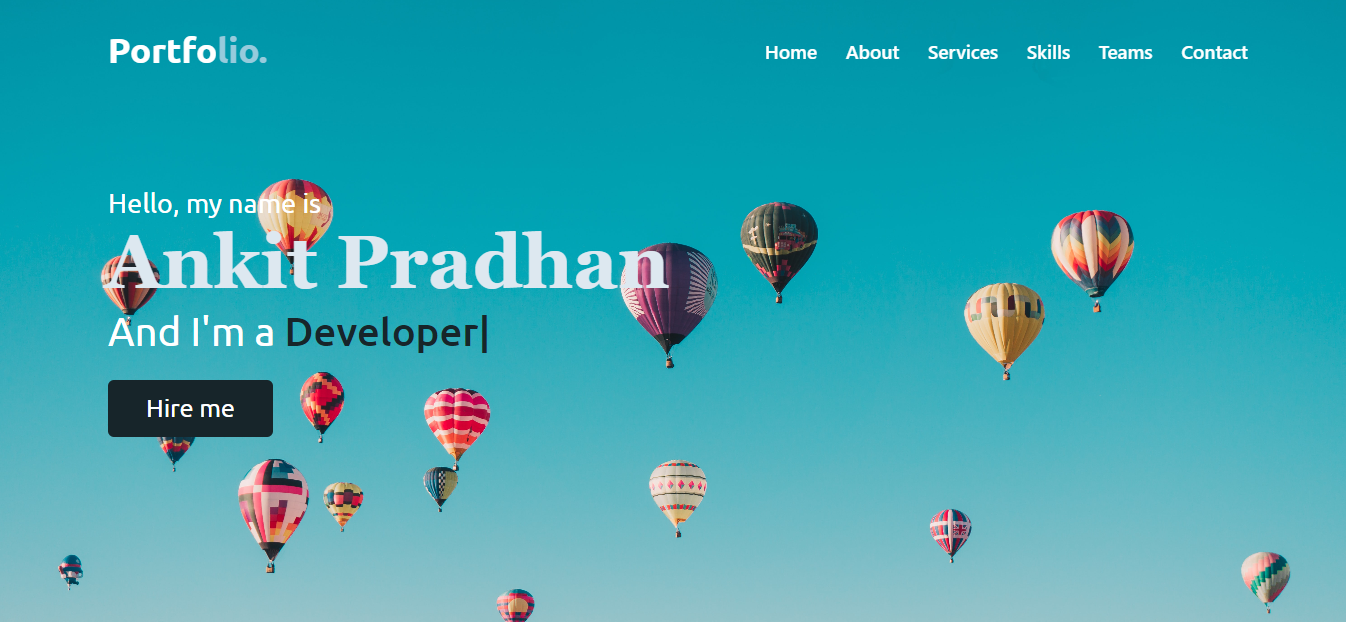 Portfolio.
Home About Services Skills Teams Contact
Hello, my name is
Ankit Pradhan
And I'm a Developer|
Hire me